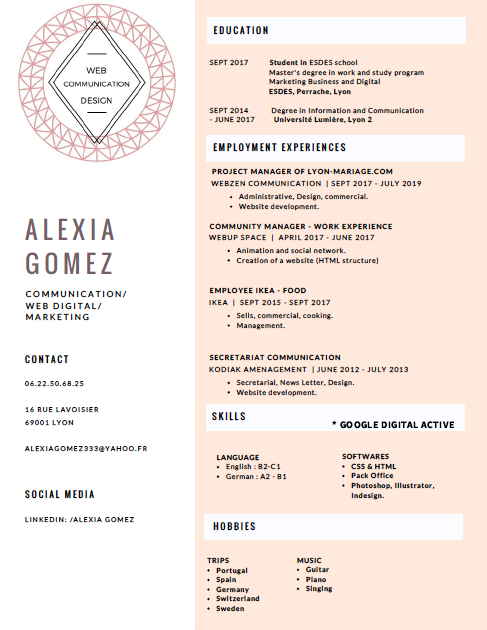 WEB
COMMUNICATION
DESIGN
ALEXIA
GOMEZ
COMMUNICATION/
WEB DIGITAL/
MARKETING
CONTACT
06.22.50.68.25
16 RUE LAVOISIER
69001 LYON
ALEXIAGOMEZ333@YAHOO.FR
SOCIAL MEDIA
LINKEDIN: /ALEXIA GOMEZ
EDUCATION
SEPT 2017 Student in ESDES school
Master's degree in work and study program
Marketing Business and Digital
ESDES, Perrache, Lyon
SEPT 2014 Degree in Information and Communication
- JUNE 2017 Université Lumière, Lyon 2
EMPLOYMENT EXPERIENCES
PROJECT MANAGER OF LYON-MARIAGE.COM
WEBZEN COMMUNICATION | SEPT 2017 - JULY 2019
• Administrative, Design, commercial.
• Website development.
COMMUNITY MANAGER - WORK EXPERIENCE
WEBUP SPACE | APRIL 2017 - JUNE 2017
• Animation and social network.
• Creation of a website (HTML structure)
EMPLOYEE IKEA - FOOD
IKEA | SEPT 2015 - SEPT 2017
• Sells, commercial, cooking.
• Management.
SECRETARIAT COMMUNICATION
KODIAK AMENAGEMENT | JUNE 2012 - JULY 2013
• Secretarial, News Letter, Design.
• Website development.
SKILLS
* GOOGLE DIGITAL ACTIVE
LANGUAGE
• English : B2-C1
• German : A2 - B1
SOFTWARES
• CSS & HTML
• Pack Office
• Photoshop, Illustrator,
Indesign.
HOBBIES
TRIPS
• Portugal
• Spain
• Germany
• Switzerland
• Sweden
MUSIC
• Guitar
• Piano
• Singing